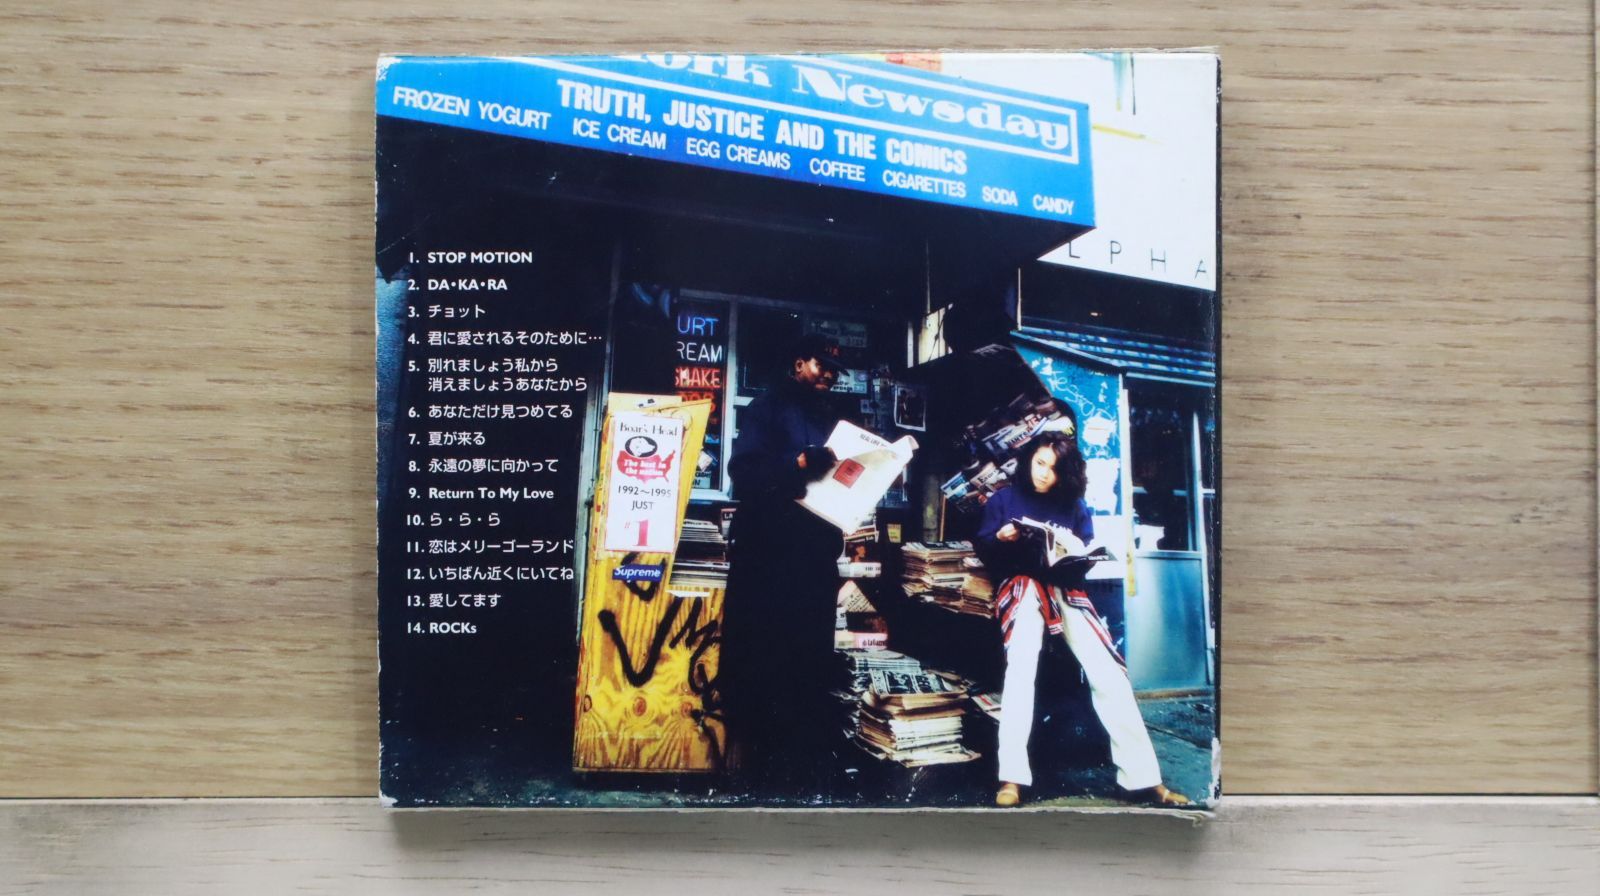 ork Newsday
TRUTH, JUSTICE AND THE COMICS
FROZEN YOGURT ICE CREAM EGG CREAMS COFFEE CIGARETTES SODA CANDY
L P H A
1. STOP MOTION
2. DA・KA・RA
3. チョット
4. 君に愛されるそのために…
5. 別れましょう私から
消えましょうあなたから
6. あなただけ見つめてる
7. 夏が来る
8. 永遠の夢に向かって
9. Return To My Love
10. ら・ら・ら
11. 恋はメリーゴーランド
12. いちばん近くにいてね
13. 愛してます
14. ROCKs
URT
REAM
SHAKE
Boar's Head
The best in
the nation
1992〜1995
JUST
#1
Supreme